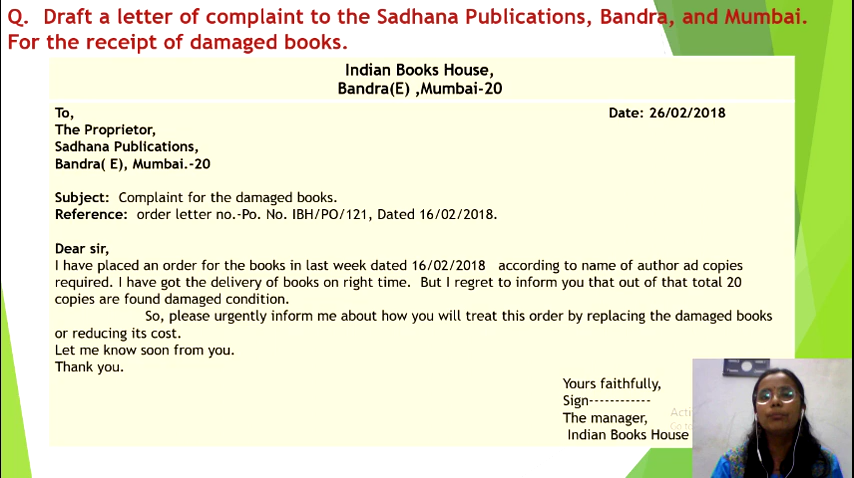 Q. Draft a letter of complaint to the Sadhana Publications, Bandra, and Mumbai.
For the receipt of damaged books.
Indian Books House,
Bandra(E) ,Mumbai-20
To,
Date: 26/02/2018
The Proprietor,
Sadhana Publications,
Bandra( E), Mumbai.-20
Subject: Complaint for the damaged books.
Reference: order letter no.-Po. No. IBH/PO/121, Dated 16/02/2018.
Dear sir,
I have placed an order for the books in last week dated 16/02/2018 according to name of author ad copies
required. I have got the delivery of books on right time. But I regret to inform you that out of that total 20
copies are found damaged condition.
So, please urgently inform me about how you will treat this order by replacing the damaged books
or reducing its cost.
Let me know soon from you.
Thank you.
Yours faithfully,
Sign------------
The manager,
Indian Books House